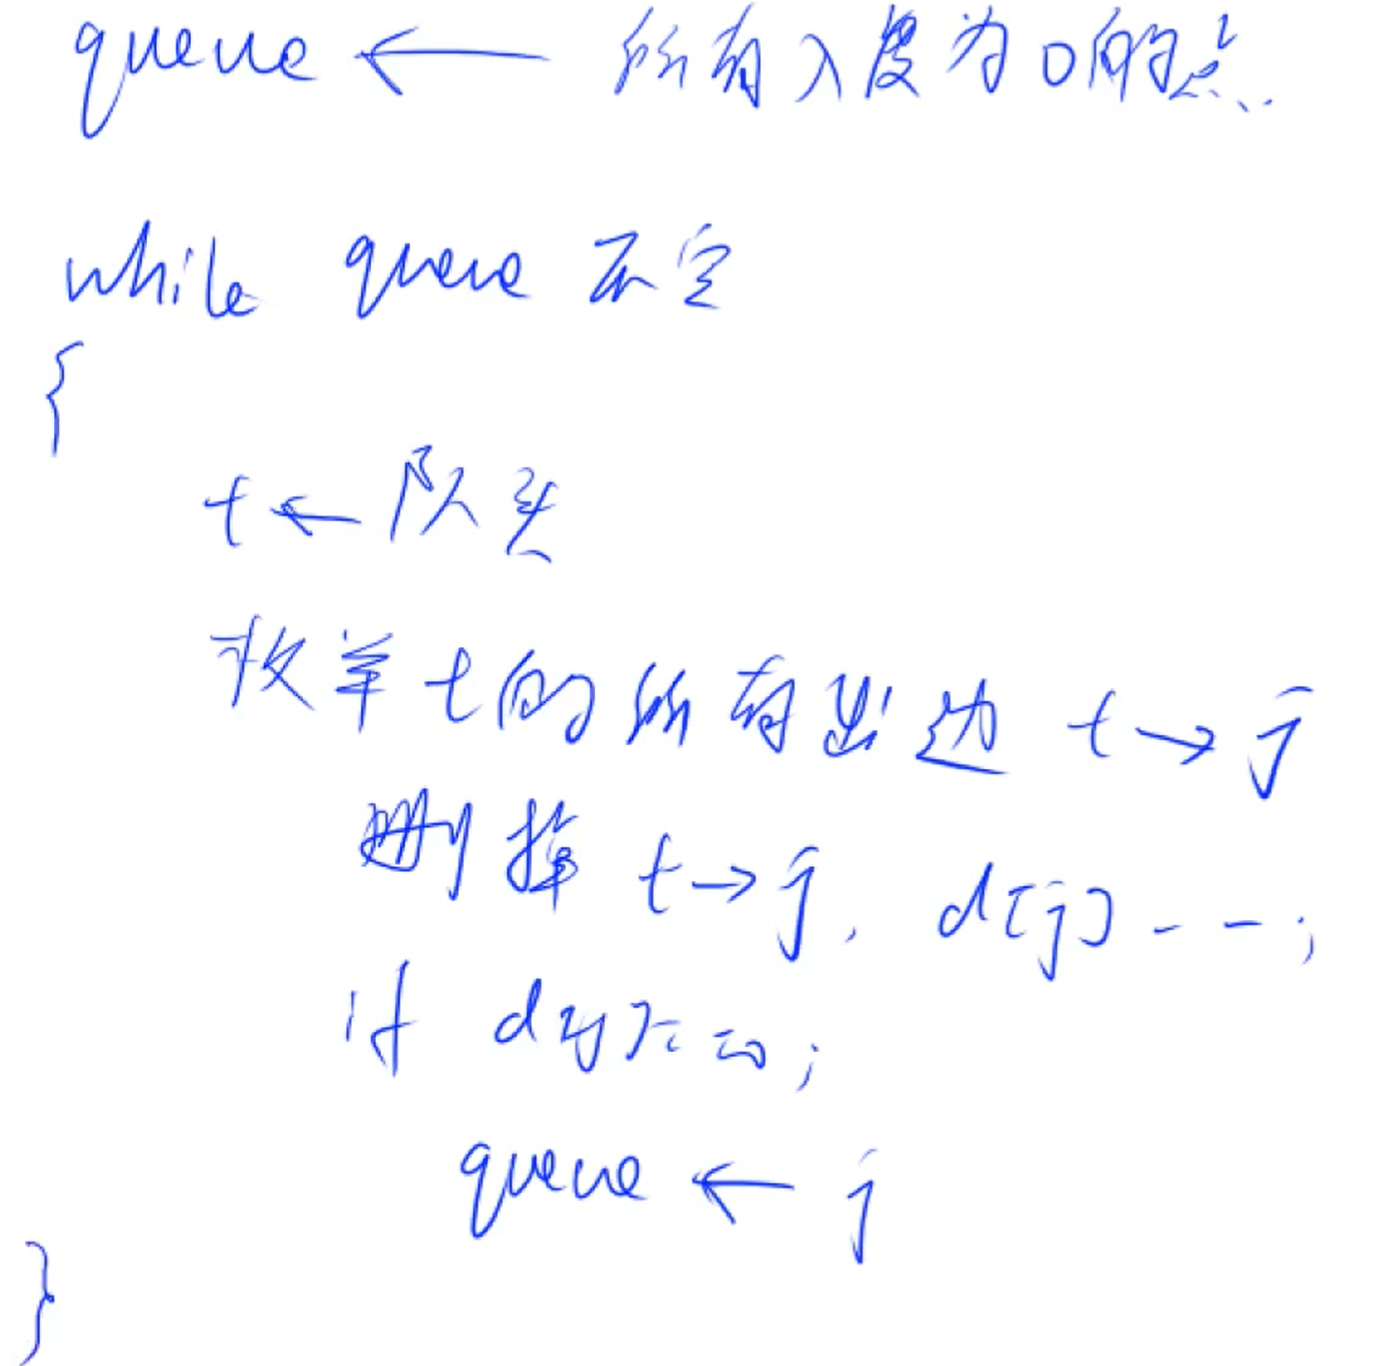 queue ← 所有入度为0的点
while queue 不空
{
t ← 队头
枚举 t的所有出边 t → j
删掉 t → j, d[j]--;
if d[j]==0;
queue ← j
}